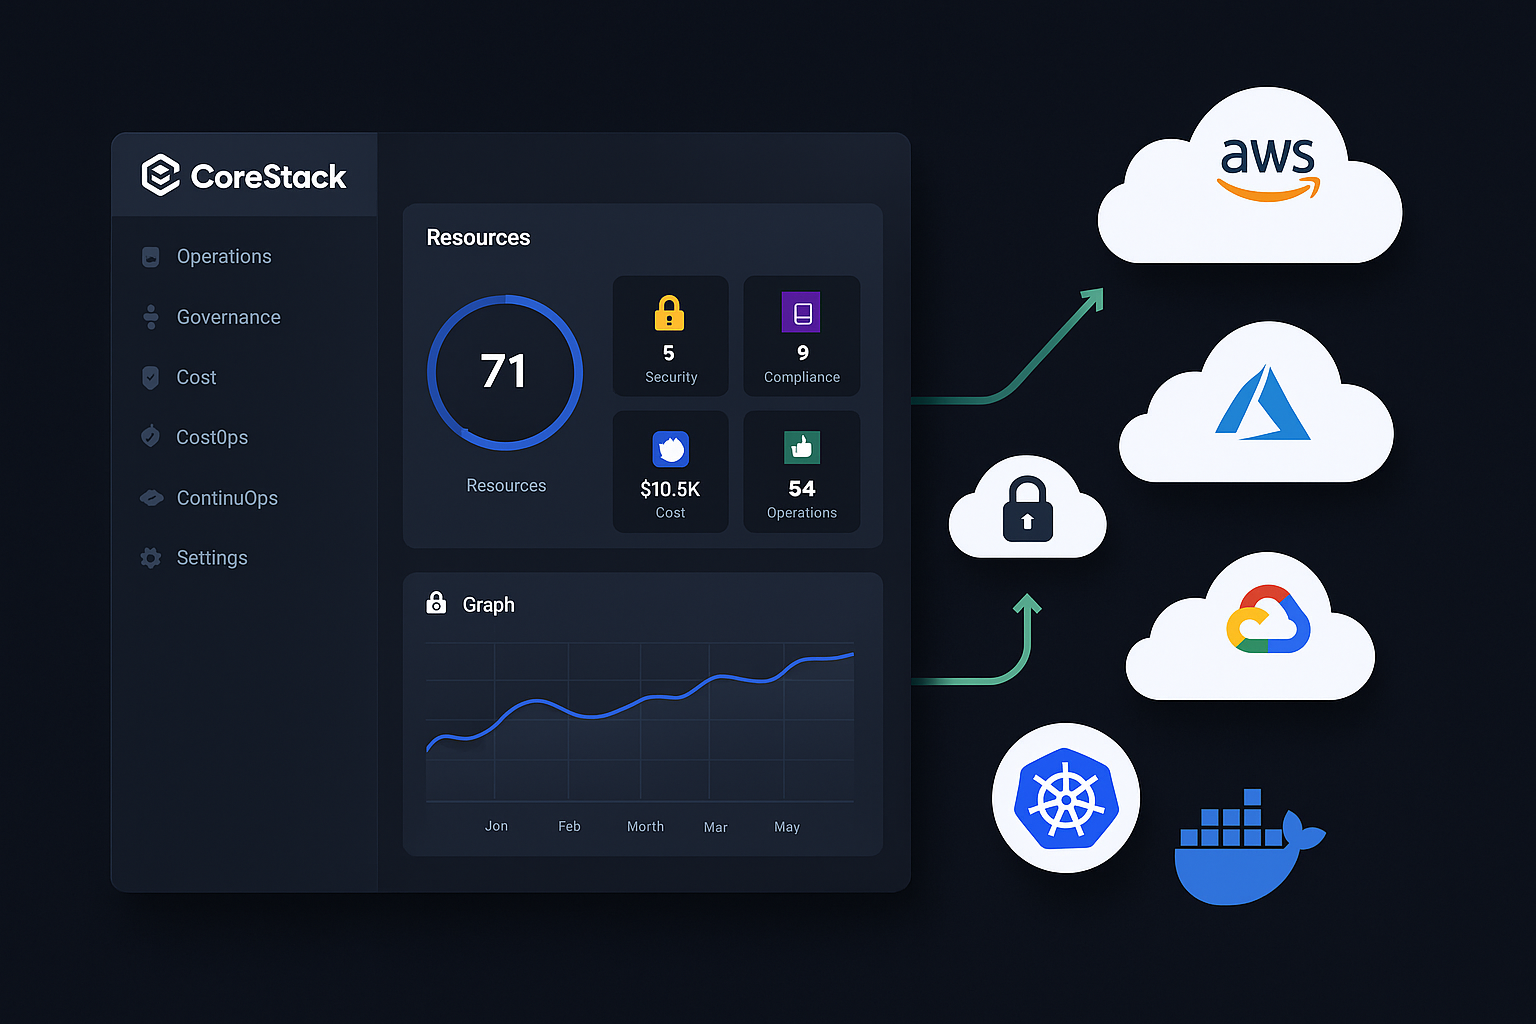 CoreStack
Operations
Governance
Cost
Cost0ps
ContinuOps
Settings
Resources
71
Resources
5
Security
9
Compliance
$10.5K
Cost
54
Operations
Graph
Jon
Feb
Morth
Mar
May
aws